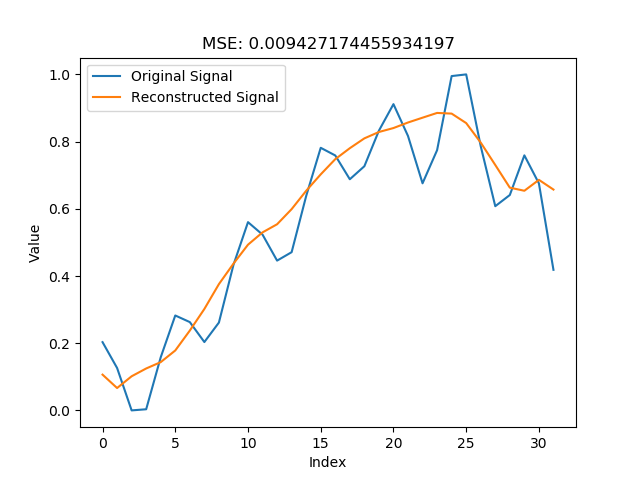 MSE: 0.009427174455934197
Original Signal
Reconstructed Signal
1.0
0.8
0.6
0.4
0.2
0.0
Value
0 5 10 15 20 25 30
Index